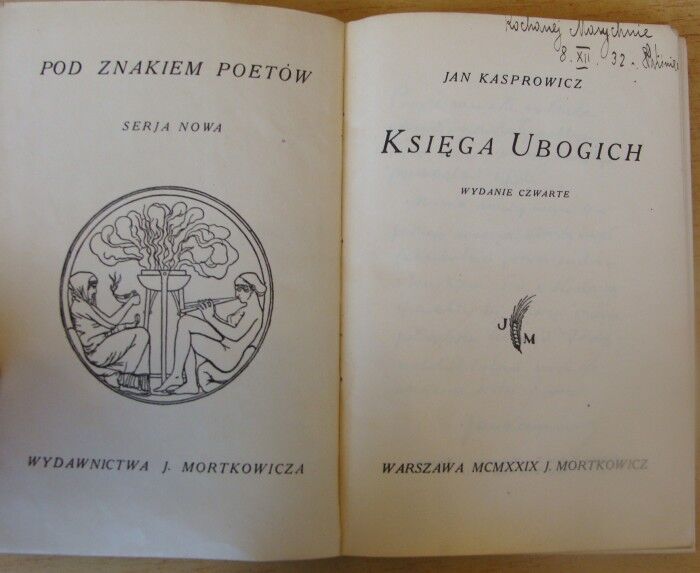 POD ZNAKIEM POETÓW
SERJA NOWA
WYDAWNICTWA J. MORTKOWICZA
Kochanej Marychnie
8. XII. 32.
JAN KASPROWICZ
KSIĘGA UBOGICH
WYDANIE CZWARTE
J M
WARSZAWA MCMXXIX J. MORTKOWICZ